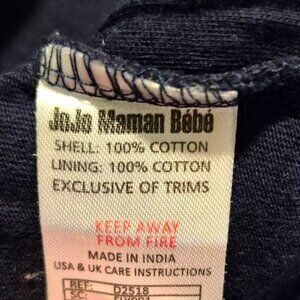 JoJo Maman Bébé
SHELL: 100% COTTON
LINING: 100% COTTON
EXCLUSIVE OF TRIMS
KEEP AWAY
FROM FIRE
MADE IN INDIA
USA & UK CARE INSTRUCTIONS
REF: D2518
SC: